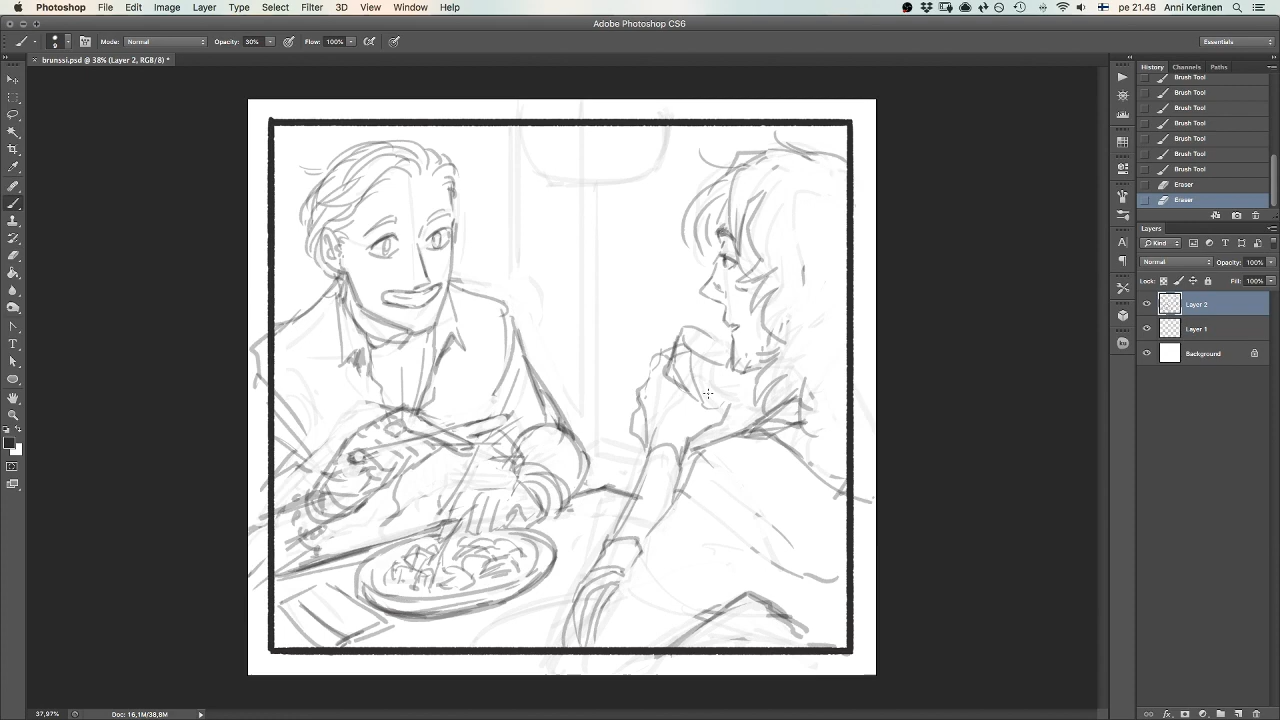 Photoshop File Edit Image Layer Type Select Filter 3D View Window Help
pe 21.48 Anni Keränen
Adobe Photoshop CS6
Mode: Normal Opacity: 30% Flow: 100% Essentials
× brunssi.psd @ 38% (Layer 2, RGB/8) *
History Channels Paths
Brush Tool
Brush Tool
Brush Tool
Brush Tool
Brush Tool
Brush Tool
Brush Tool
Eraser
Eraser
Layers
Kind
Normal Opacity: 100%
Lock: Fill: 100%
Layer 2
Layer 1
Background
37,97% Doc: 16,1M/38,8M